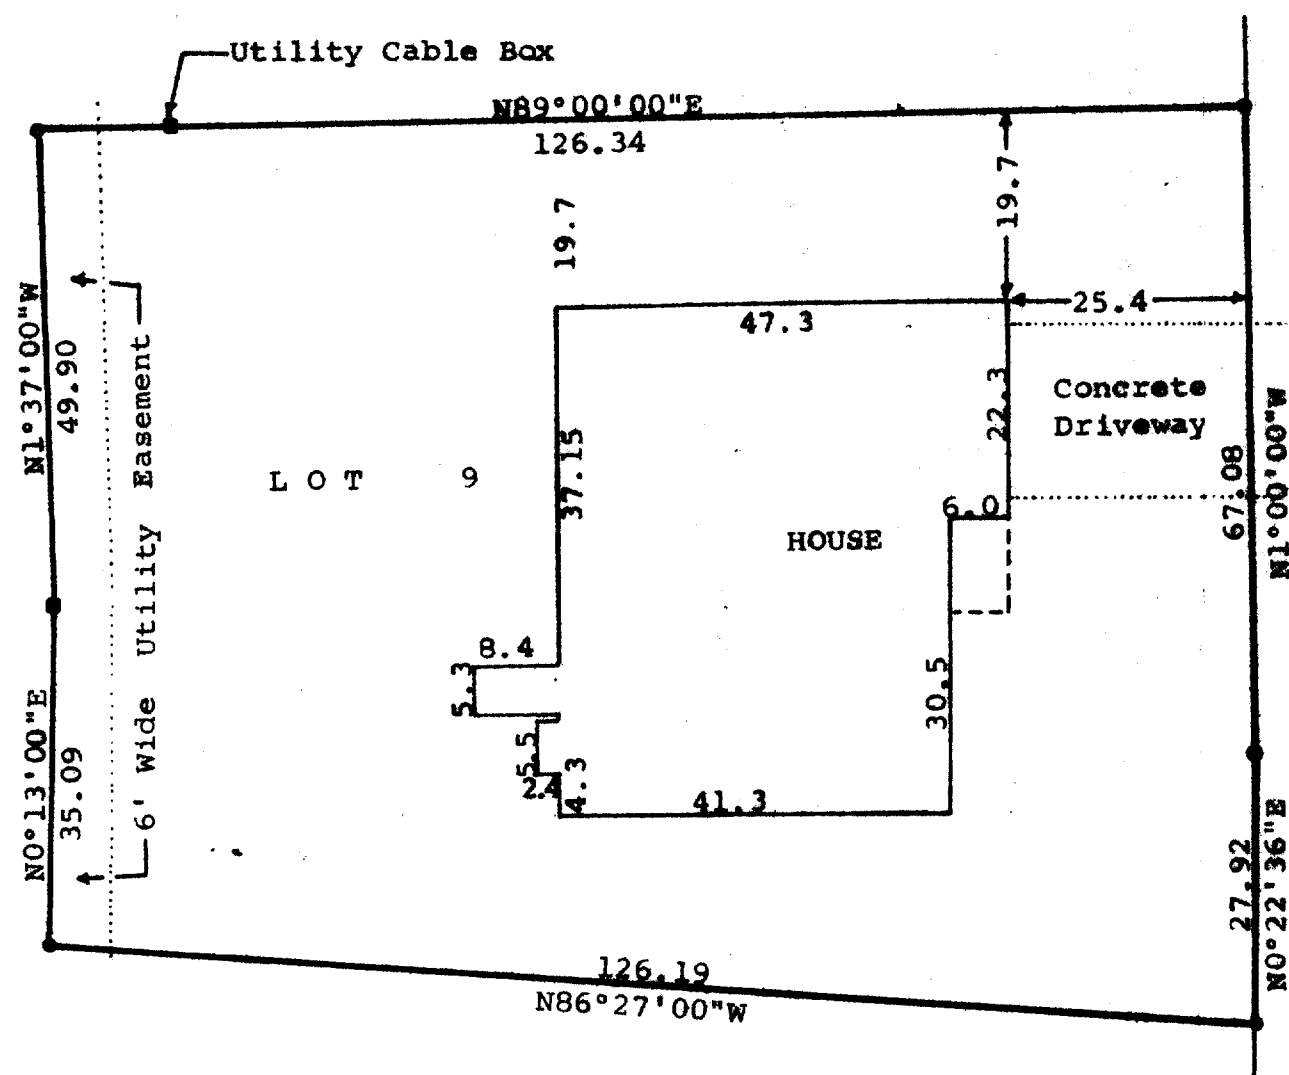 Utility Cable Box
N89°00'00"E
126.34
19.7
19.7
47.3
25.4
N1°37'00"W
49.90
6' Wide Utility Easement
22.3
Concrete
Driveway
37.15
LOT 9
6.0
HOUSE
67.08
N1°00'00"W
8.4
5.3
5.5
2.4
4.3
30.5
41.3
N0°13'00"E
35.09
27.92
N0°22'36"E
126.19
N86°27'00"W